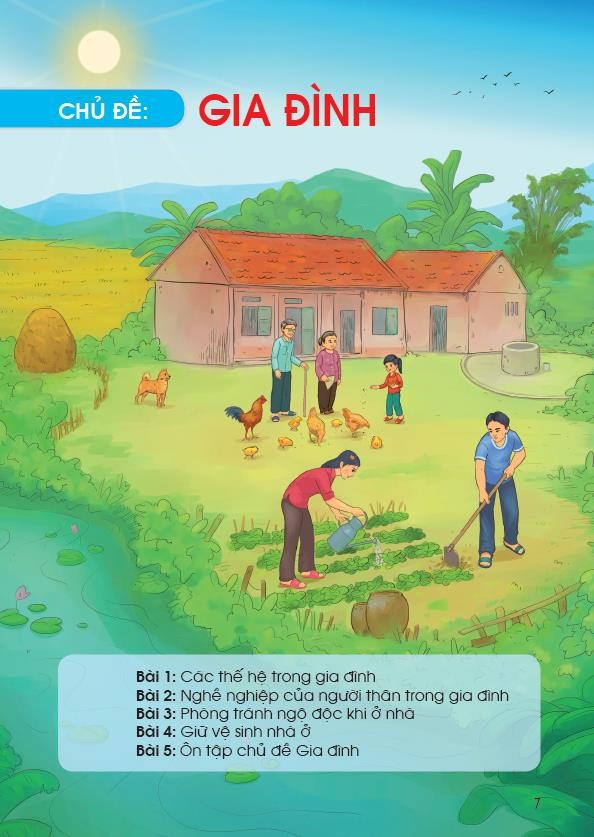 CHỦ ĐỀ:
GIA ĐÌNH
Bài 1: Các thế hệ trong gia đình
Bài 2: Nghề nghiệp của người thân trong gia đình
Bài 3: Phòng tránh ngộ độc khi ở nhà
Bài 4: Giữ vệ sinh nhà ở
Bài 5: Ôn tập chủ đề Gia đình
7